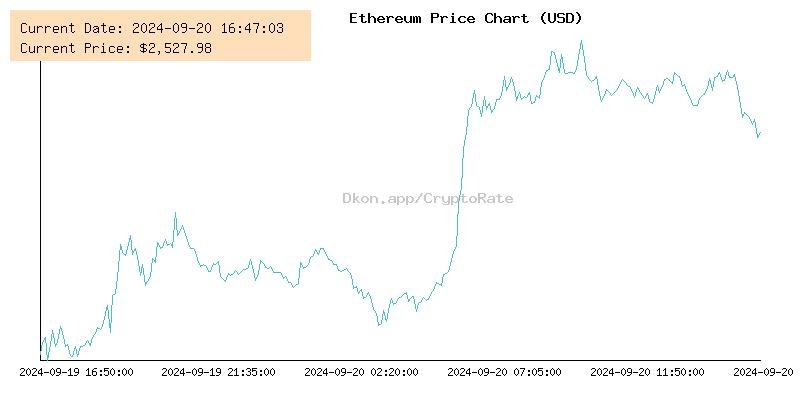 Ethereum Price Chart (USD)
Current Date: 2024-09-20 16:47:03
Current Price: $2,527.98
Dkon.app/CryptoRate
2024-09-19 16:50:00 2024-09-19 21:35:00 2024-09-20 02:20:00 2024-09-20 07:05:00 2024-09-20 11:50:00 2024-09-20